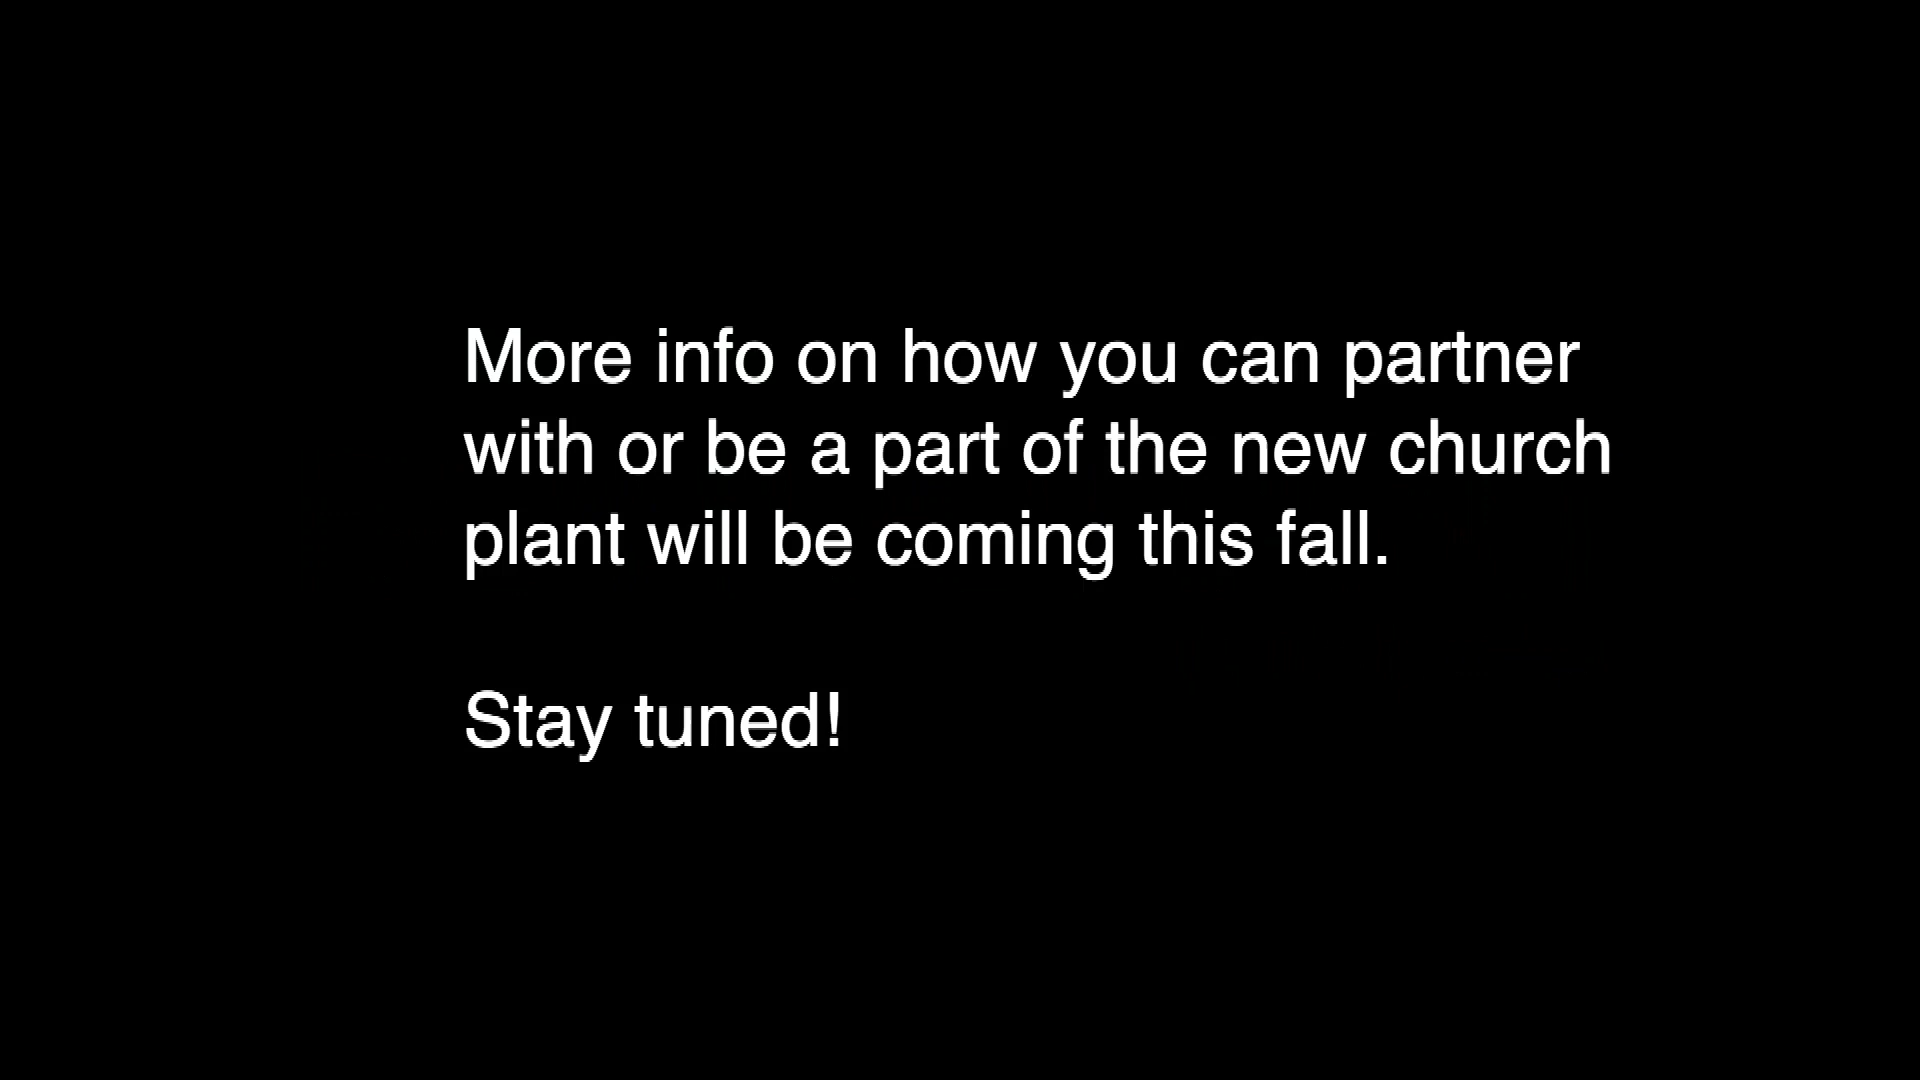 More info on how you can partner
with or be a part of the new church
plant will be coming this fall.
Stay tuned!